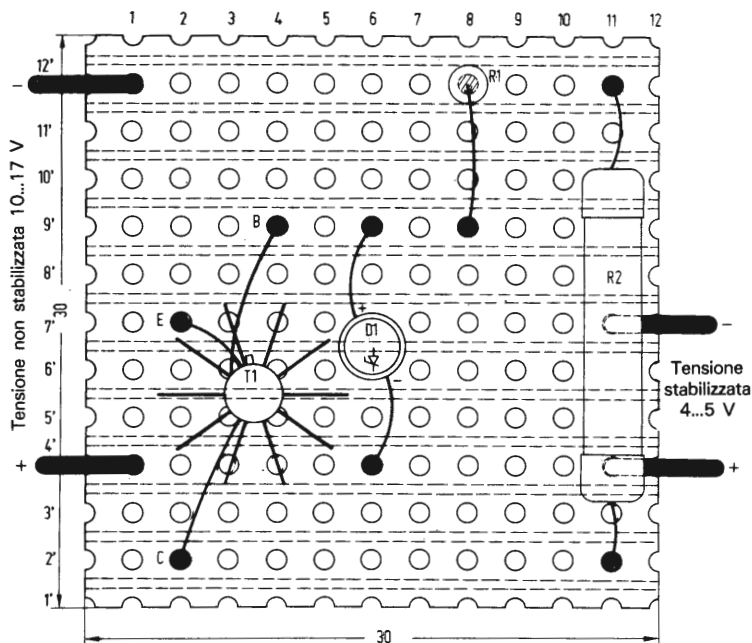 1 2 3 4 5 6 7 8 9 10 11 12
12'
-
R1
11'
10'
9'
B
8'
R2
7'
E
+
D1
-
6'
T1
-
5'
4'
+
+
3'
2'
C
1'
Tensione non stabilizzata 10...17 V
30
Tensione
stabilizzata
4...5 V
30